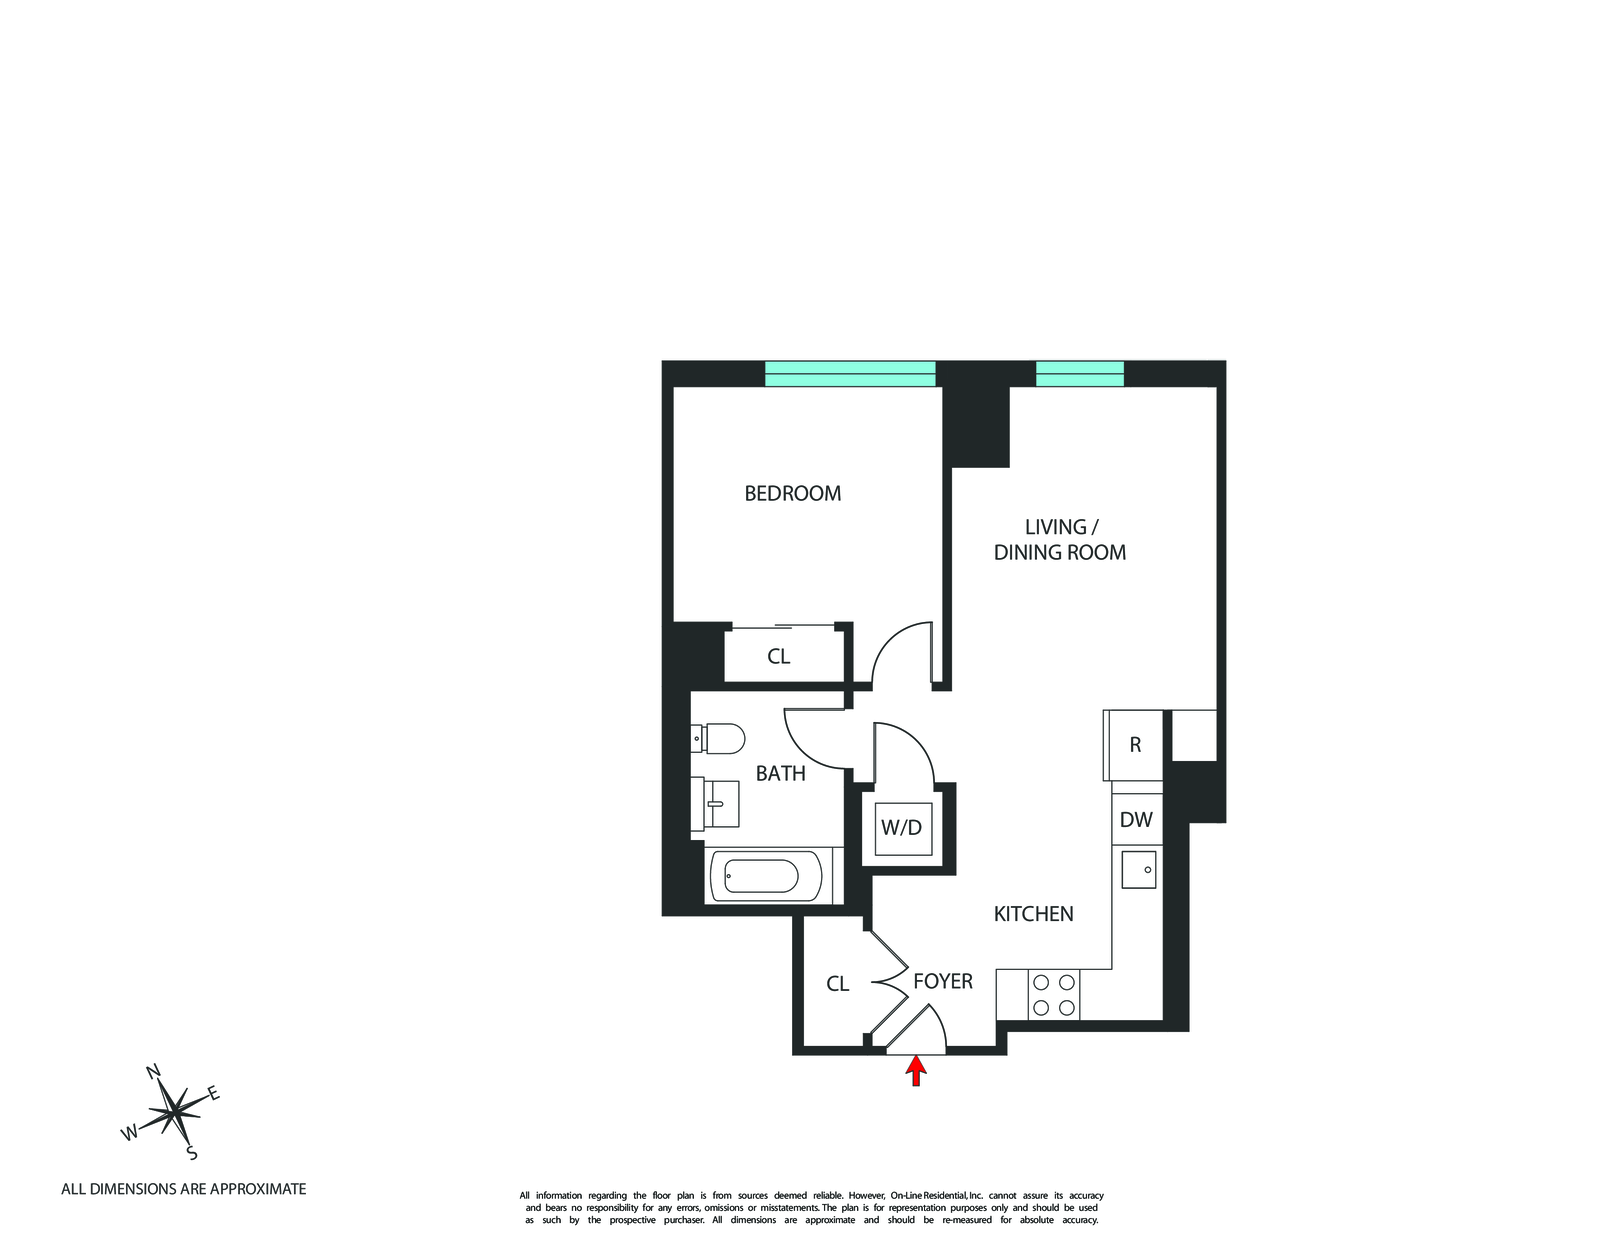 BEDROOM
LIVING /
DINING ROOM
CL
R
BATH
DW
W/D
KITCHEN
CL
FOYER
N
E
W
S
ALL DIMENSIONS ARE APPROXIMATE
All information regarding the floor plan is from sources deemed reliable. However, On-Line Residential, Inc. cannot assure its accuracy
and bears no responsibility for any errors, omissions or misstatements. The plan is for representation purposes only and should be used
as such by the prospective purchaser. All dimensions are approximate and should be re-measured for absolute accuracy.